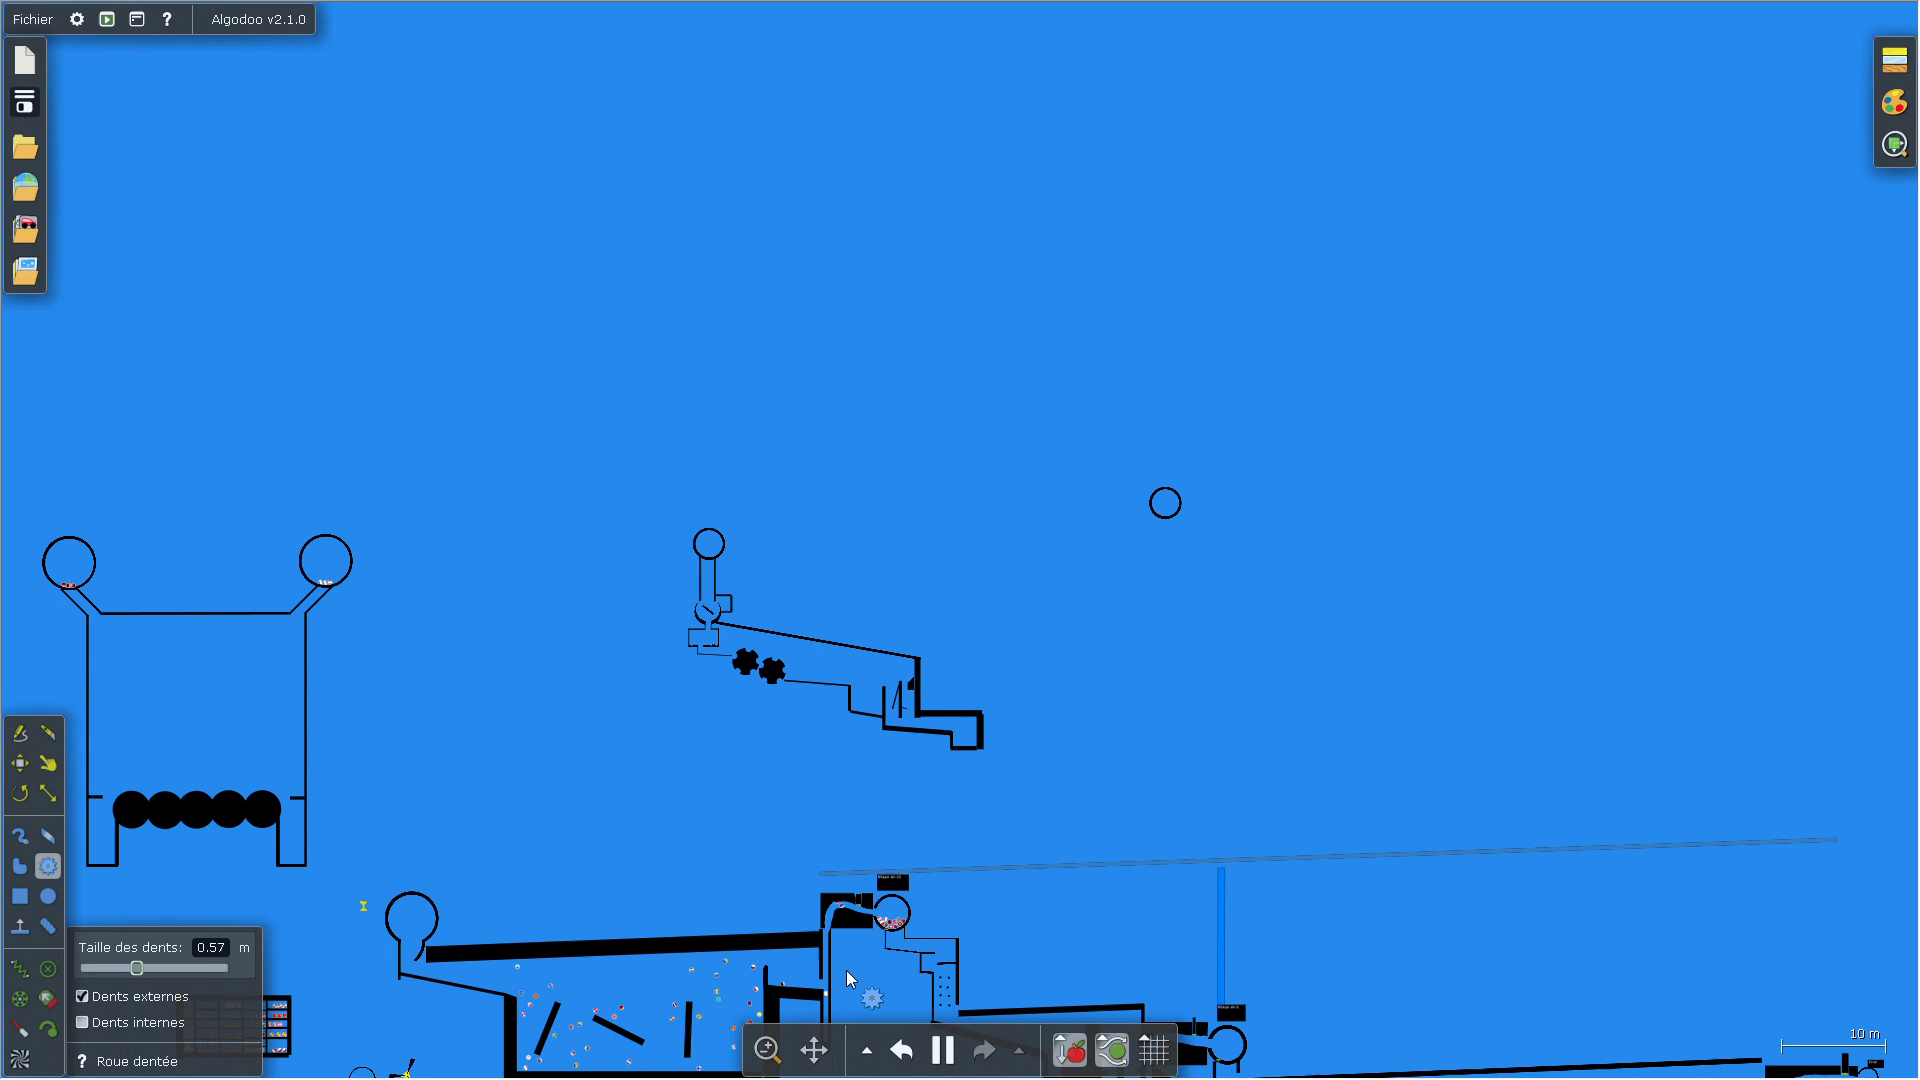 Fichier
?
Algodoo v2.1.0
Taille des dents: 0.57 m
Dents externes
Dents internes
? Roue dentée
10 m